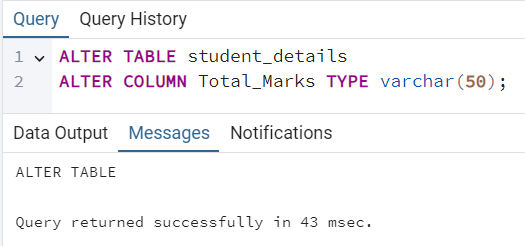 Query Query History
1 ALTER TABLE student_details
2 ALTER COLUMN Total_Marks TYPE varchar(50);
Data Output Messages Notifications
ALTER TABLE
Query returned successfully in 43 msec.